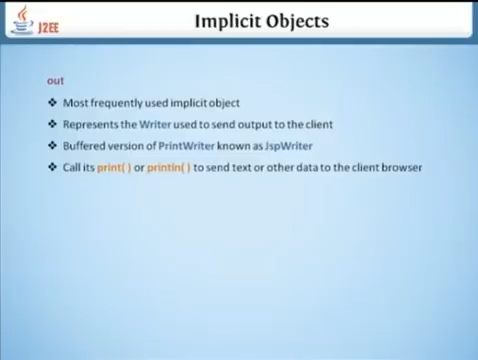 J2EE
Implicit Objects
out
❖ Most frequently used implicit object
❖ Represents the Writer used to send output to the client
❖ Buffered version of PrintWriter known as JspWriter
❖ Call its print( ) or println( ) to send text or other data to the client browser